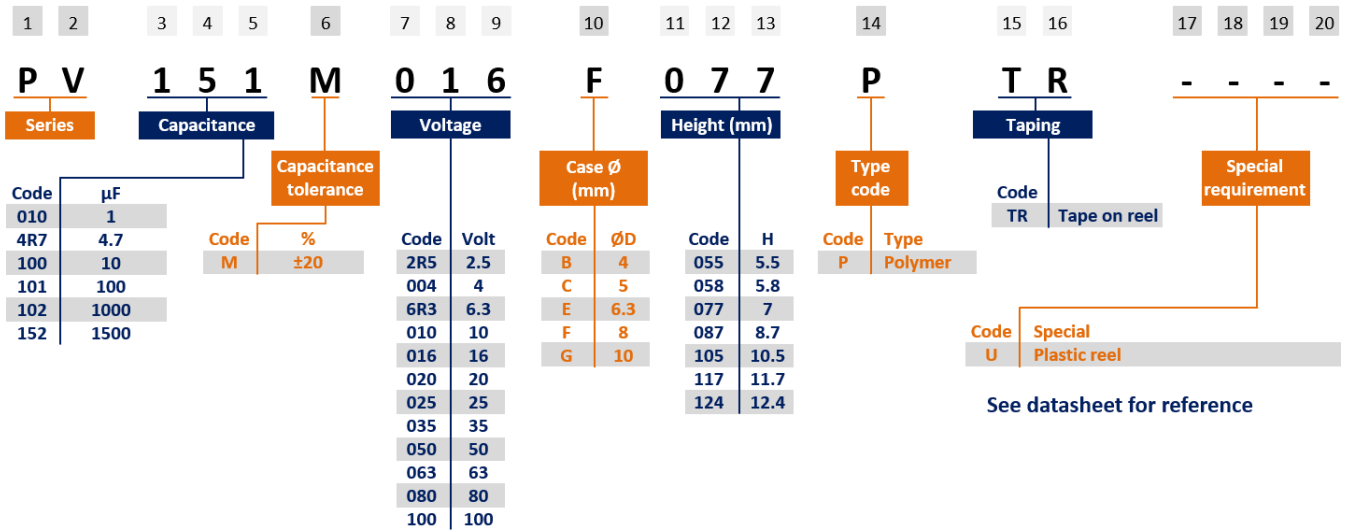 1 2 3 4 5 6 7 8 9 10 11 12 13 14 15 16 17 18 19 20
P V 1 5 1 M 0 1 6 F 0 7 7 P T R - - - -
Series
Capacitance
Voltage
Height (mm)
Taping
Capacitance
tolerance
Case Ø
(mm)
Type
code
Special
requirement
Code µF
010 1
4R7 4.7
100 10
101 100
102 1000
152 1500
Code %
M ±20
Code Volt
2R5 2.5
004 4
6R3 6.3
010 10
016 16
020 20
025 25
035 35
050 50
063 63
080 80
100 100
Code ØD
B 4
C 5
E 6.3
F 8
G 10
Code H
055 5.5
058 5.8
077 7
087 8.7
105 10.5
117 11.7
124 12.4
Code Type
P Polymer
Code
TR Tape on reel
Code Special
U Plastic reel
See datasheet for reference